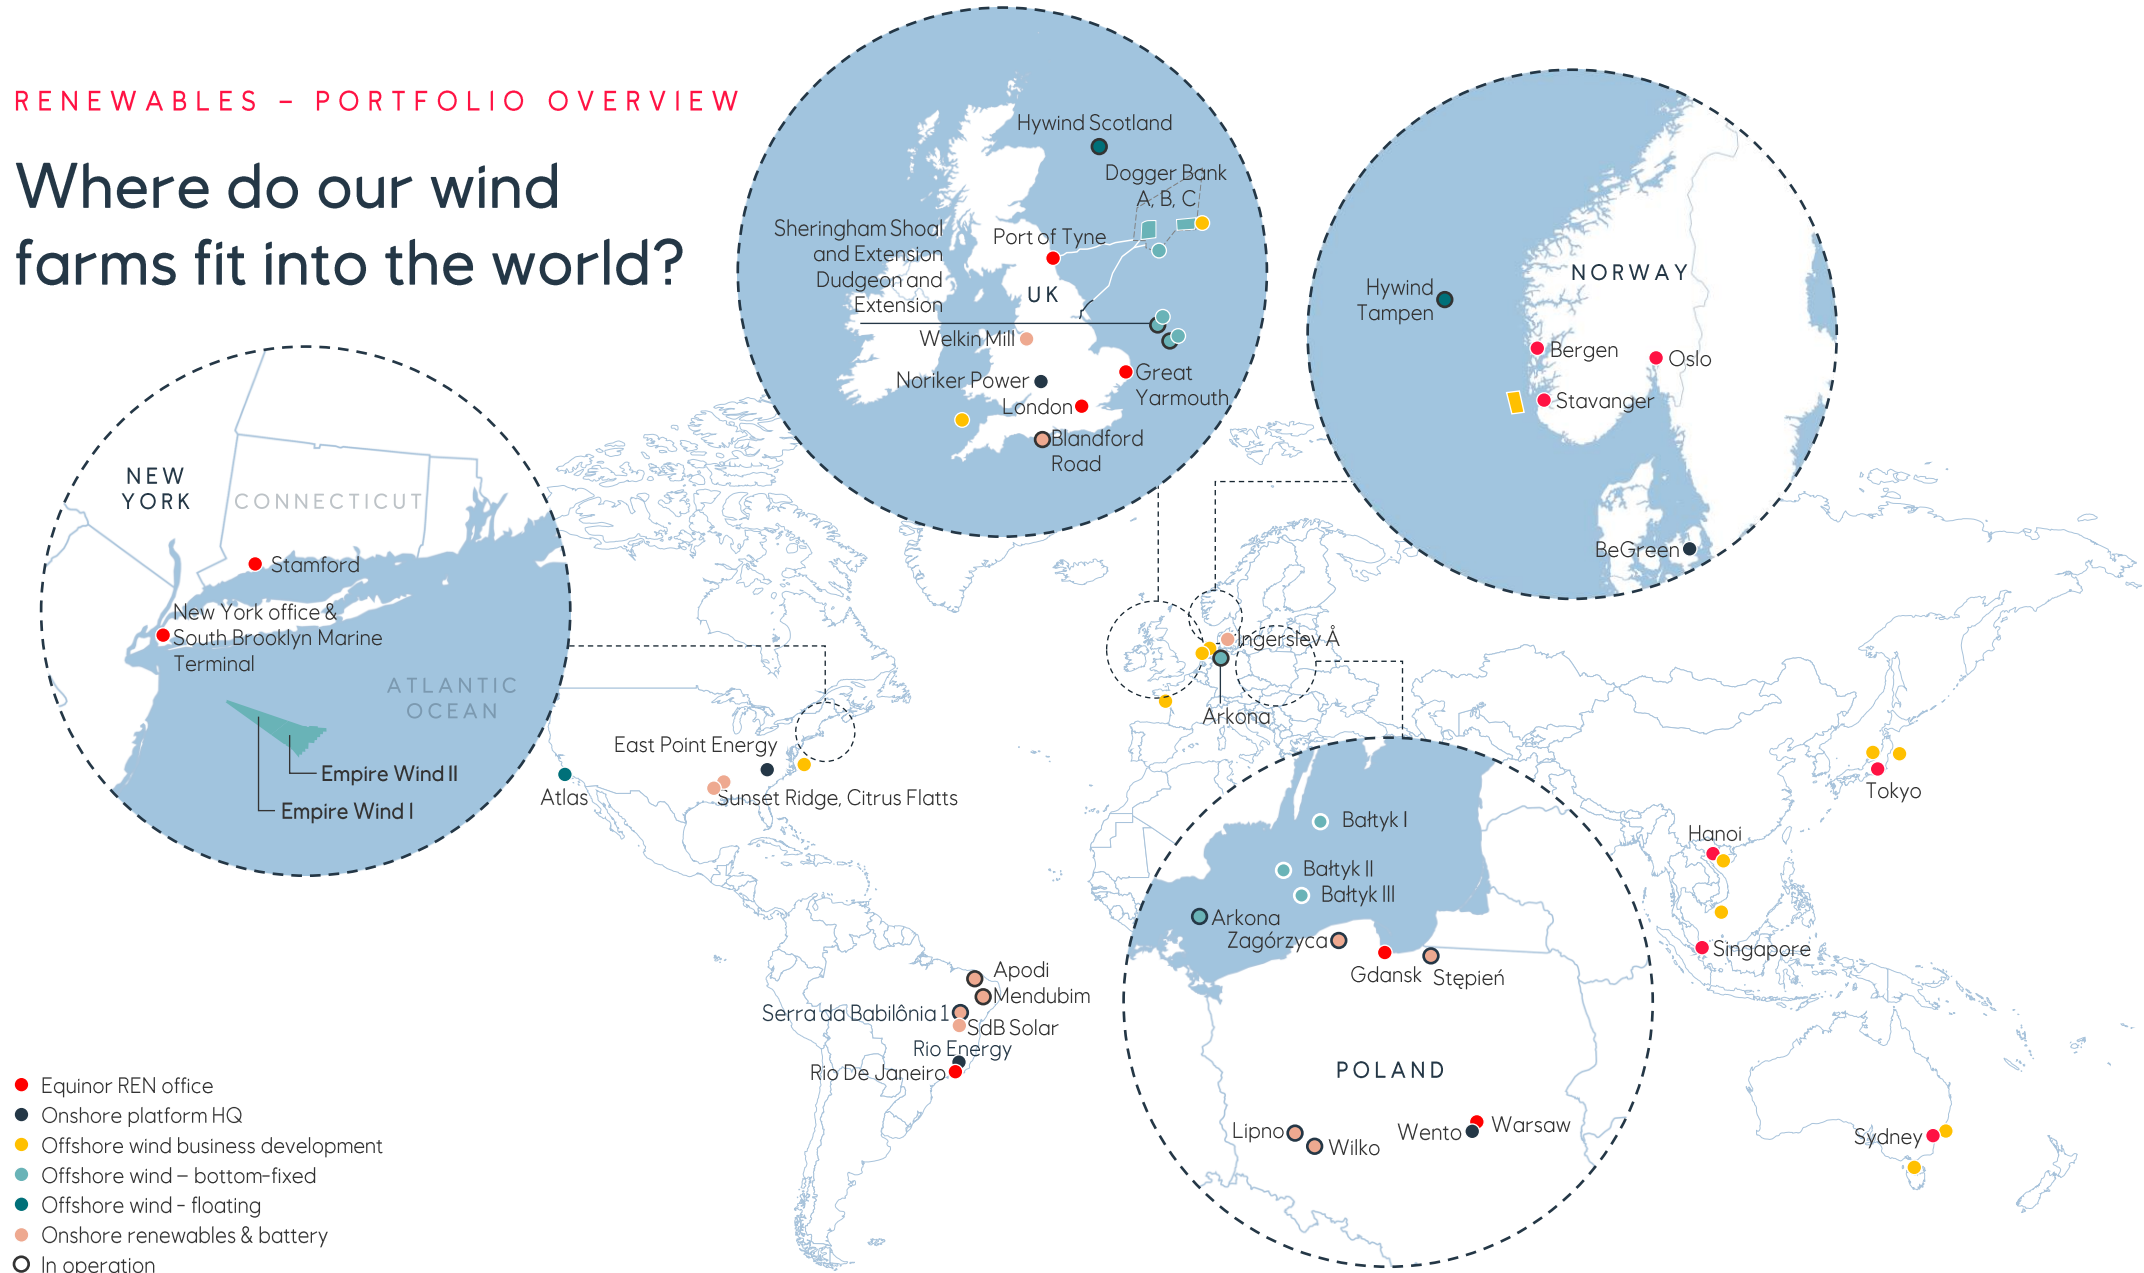 RENEWABLES – PORTFOLIO OVERVIEW
Where do our wind
farms fit into the world?
Hywind Scotland
Dogger Bank
A, B, C
Sheringham Shoal
and Extension
Dudgeon and
Extension
Port of Tyne
UK
Welkin Mill
Noriker Power
Great
Yarmouth
London
Blandford
Road
NORWAY
Hywind
Tampen
Bergen
Oslo
Stavanger
BeGreen
NEW
YORK
CONNECTICUT
Stamford
New York office &
South Brooklyn Marine
Terminal
ATLANTIC
OCEAN
Empire Wind II
Empire Wind I
Ingerslev Å
Arkona
East Point Energy
Atlas
Sunset Ridge, Citrus Flatts
Tokyo
Hanoi
Singapore
Sydney
Apodi
Mendubim
Serra da Babilônia 1
SdB Solar
Rio Energy
Rio De Janeiro
Bałtyk I
Bałtyk II
Bałtyk III
Arkona
Zagórzyca
Gdansk
Stępień
POLAND
Lipno
Wilko
Wento
Warsaw
Equinor REN office
Onshore platform HQ
Offshore wind business development
Offshore wind – bottom-fixed
Offshore wind - floating
Onshore renewables & battery
In operation